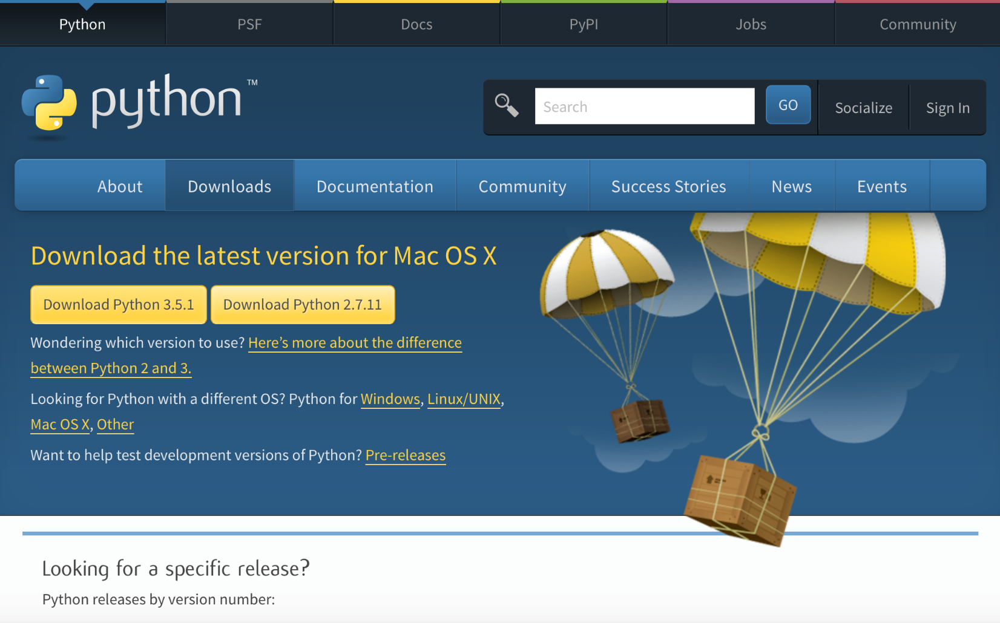 Python PSF Docs PyPI Jobs Community
python™
Search GO Socialize Sign In
About Downloads Documentation Community Success Stories News Events
Download the latest version for Mac OS X
Download Python 3.5.1 Download Python 2.7.11
Wondering which version to use? Here’s more about the difference
between Python 2 and 3.
Looking for Python with a different OS? Python for Windows, Linux/UNIX,
Mac OS X, Other
Want to help test development versions of Python? Pre-releases
Looking for a specific release?
Python releases by version number: